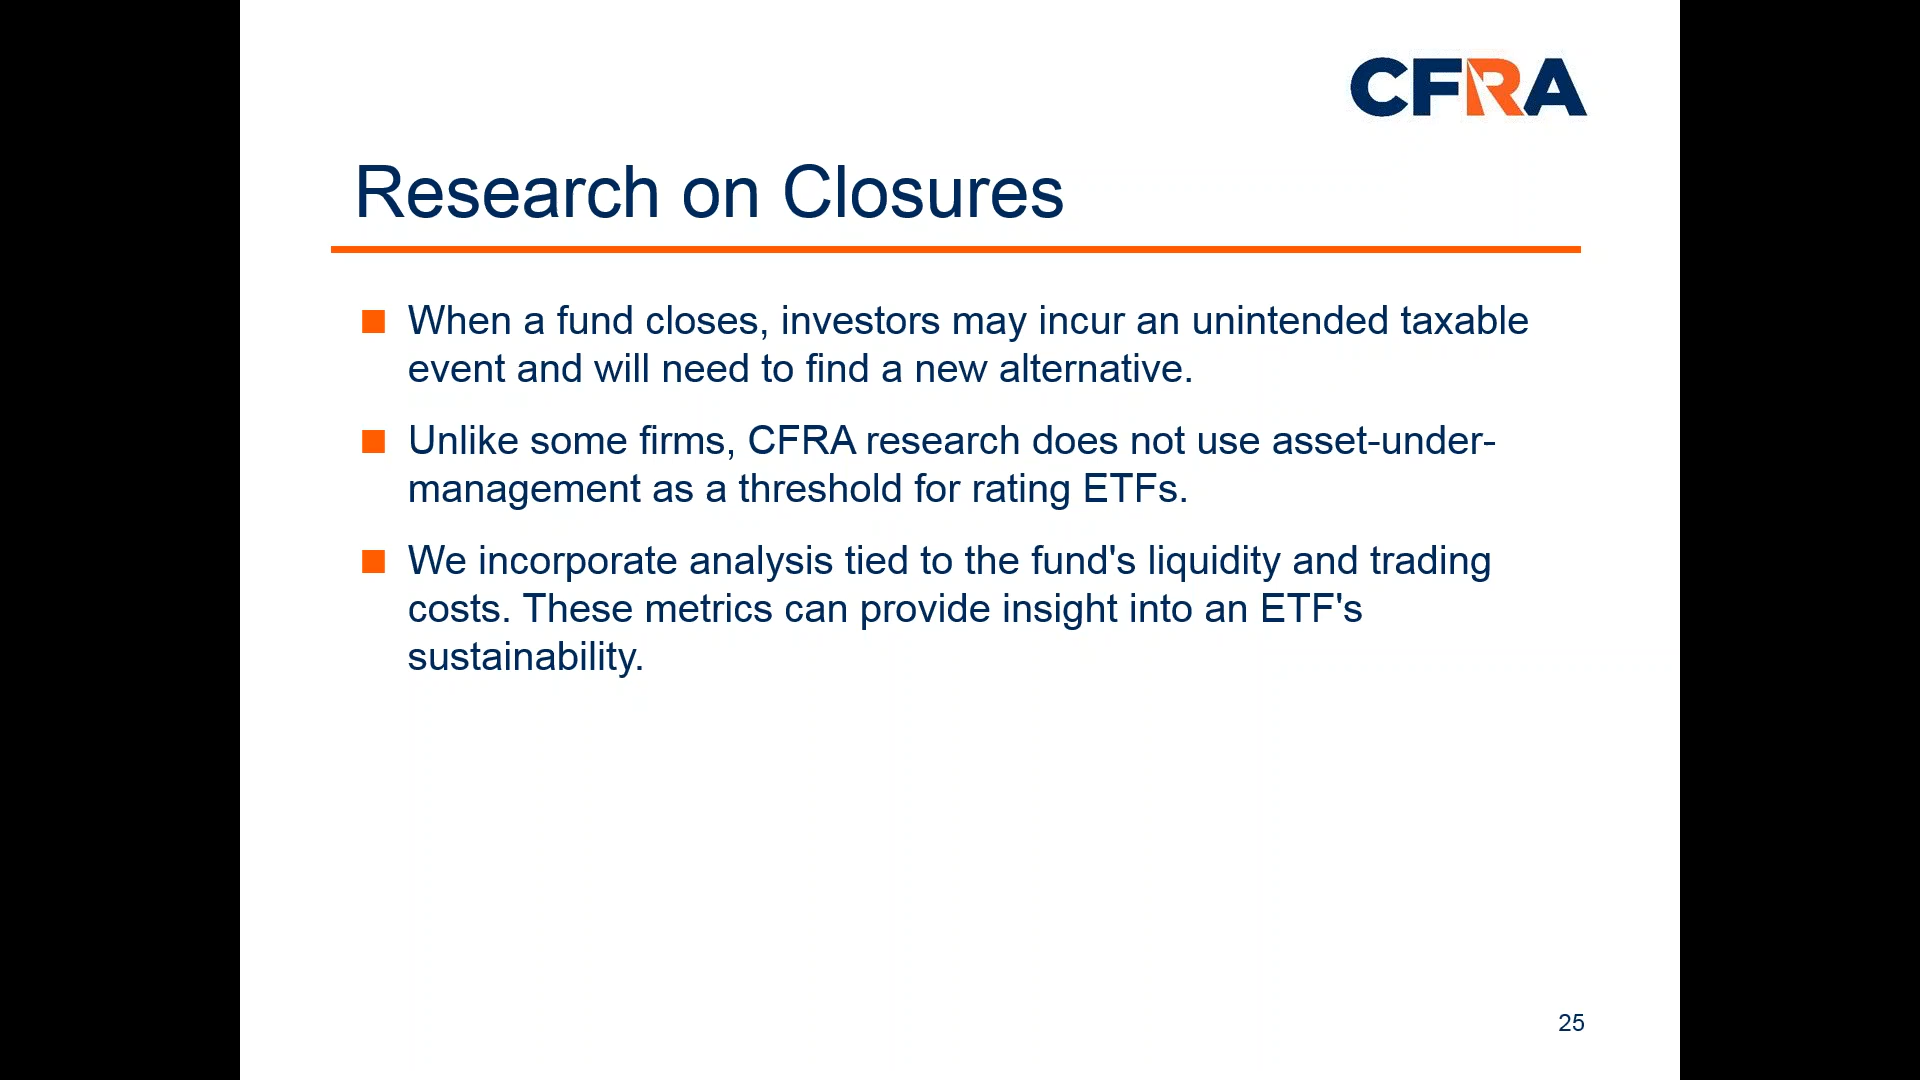 CFRA
Research on Closures
When a fund closes, investors may incur an unintended taxable
event and will need to find a new alternative.
Unlike some firms, CFRA research does not use asset-under-
management as a threshold for rating ETFs.
We incorporate analysis tied to the fund's liquidity and trading
costs. These metrics can provide insight into an ETF's
sustainability.
25